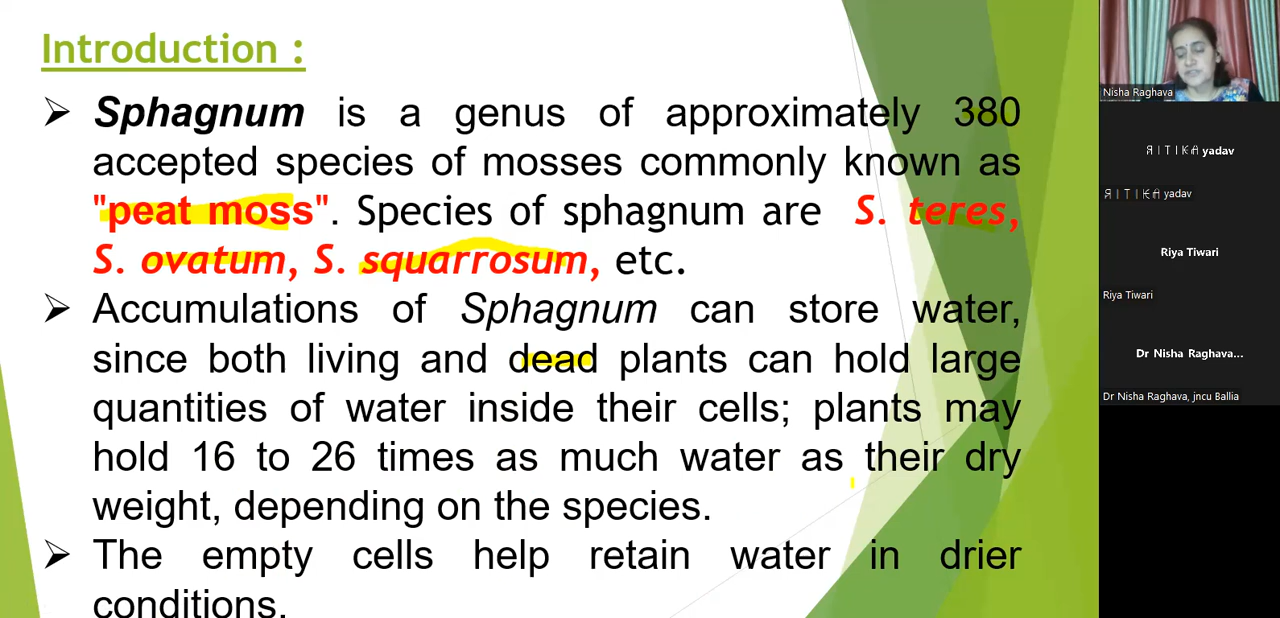 Introduction :
➢ Sphagnum is a genus of approximately 380
accepted species of mosses commonly known as
"peat moss". Species of sphagnum are S. teres,
S. ovatum, S. squarrosum, etc.
➢ Accumulations of Sphagnum can store water,
since both living and dead plants can hold large
quantities of water inside their cells; plants may
hold 16 to 26 times as much water as their dry
weight, depending on the species.
➢ The empty cells help retain water in drier
conditions.
Nisha Raghava
ЯITIKA yadav
ЯITIKA yadav
Riya Tiwari
Riya Tiwari
Dr Nisha Raghava...
Dr Nisha Raghava, jncu Ballia